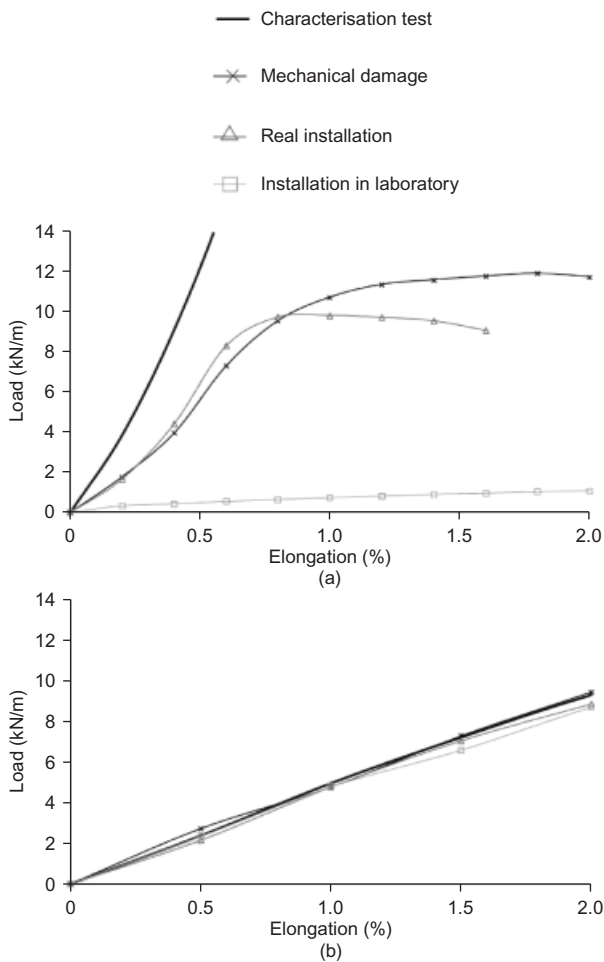 Characterisation test
Mechanical damage
Real installation
Installation in laboratory
14
12
10
8
6
4
2
0
Load (kN/m)
0 0.5 1.0 1.5 2.0
Elongation (%)
(a)
14
12
10
8
6
4
2
0
Load (kN/m)
0 0.5 1.0 1.5 2.0
Elongation (%)
(b)